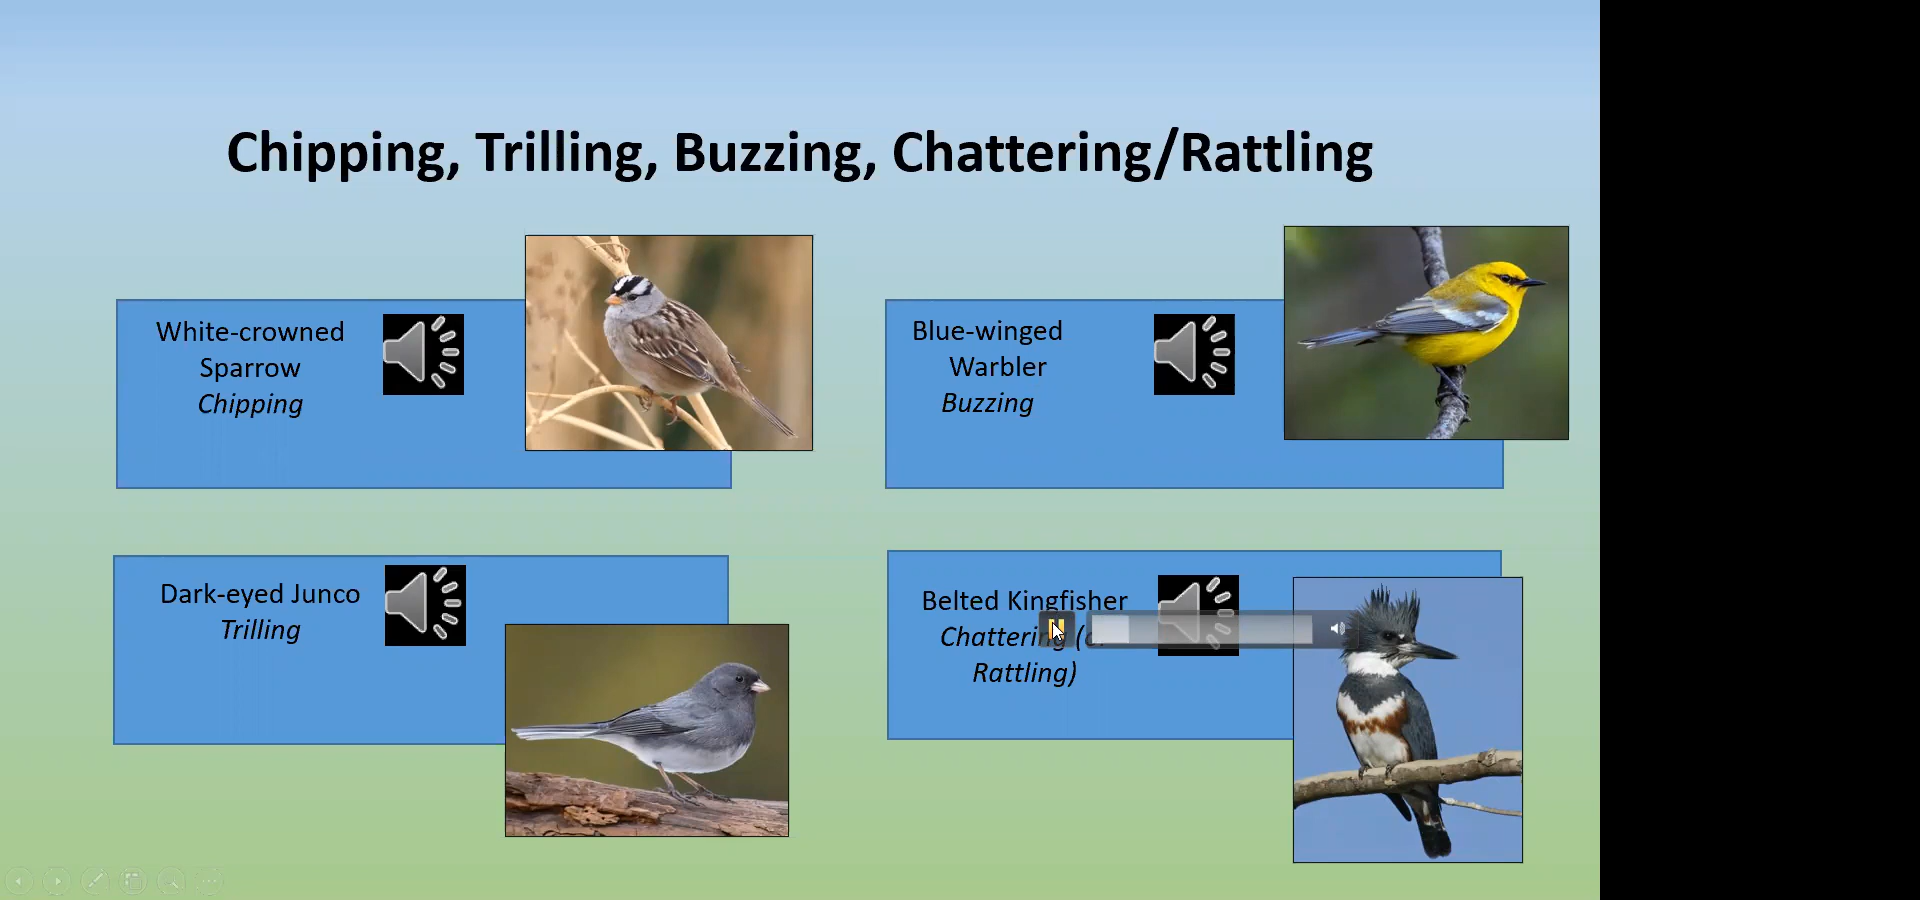 Chipping, Trilling, Buzzing, Chattering/Rattling
White-crowned
Sparrow
Chipping
Blue-winged
Warbler
Buzzing
Dark-eyed Junco
Trilling
Belted Kingfisher
Chattering (or
Rattling)